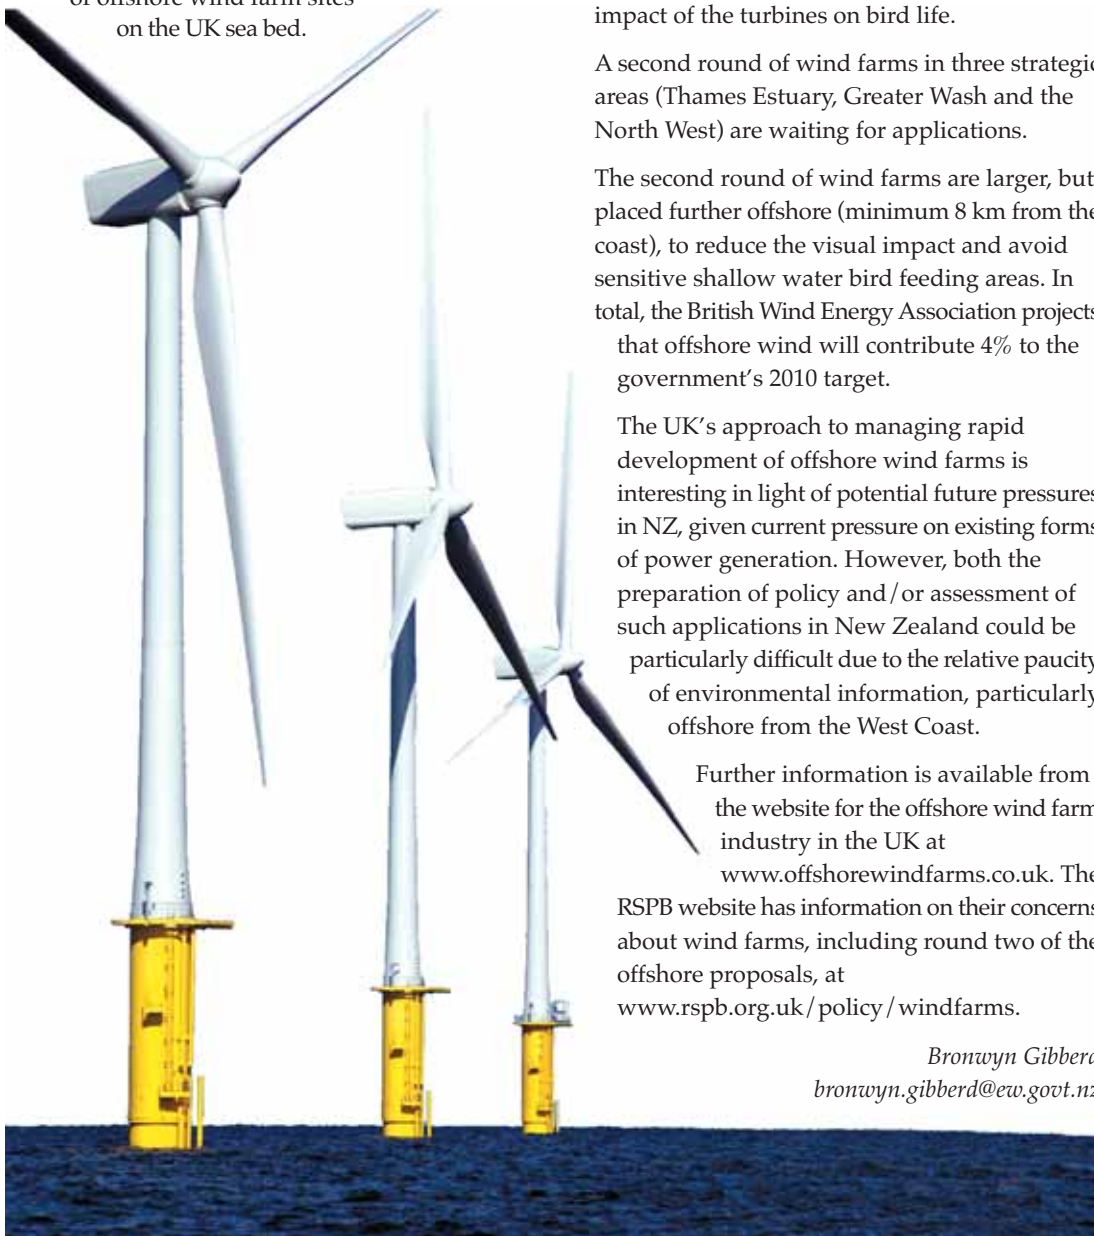 of offshore wind farm sites
on the UK sea bed.
impact of the turbines on bird life.
A second round of wind farms in three strategic
areas (Thames Estuary, Greater Wash and the
North West) are waiting for applications.
The second round of wind farms are larger, but
placed further offshore (minimum 8 km from the
coast), to reduce the visual impact and avoid
sensitive shallow water bird feeding areas. In
total, the British Wind Energy Association projects
that offshore wind will contribute 4% to the
government's 2010 target.
The UK's approach to managing rapid
development of offshore wind farms is
interesting in light of potential future pressures
in NZ, given current pressure on existing forms
of power generation. However, both the
preparation of policy and/or assessment of
such applications in New Zealand could be
particularly difficult due to the relative paucity
of environmental information, particularly
offshore from the West Coast.
Further information is available from
the website for the offshore wind farm
industry in the UK at
www.offshorewindfarms.co.uk. The
RSPB website has information on their concerns
about wind farms, including round two of the
offshore proposals, at
www.rspb.org.uk/policy/windfarms.
Bronwyn Gibberd
bronwyn.gibberd@ew.govt.nz